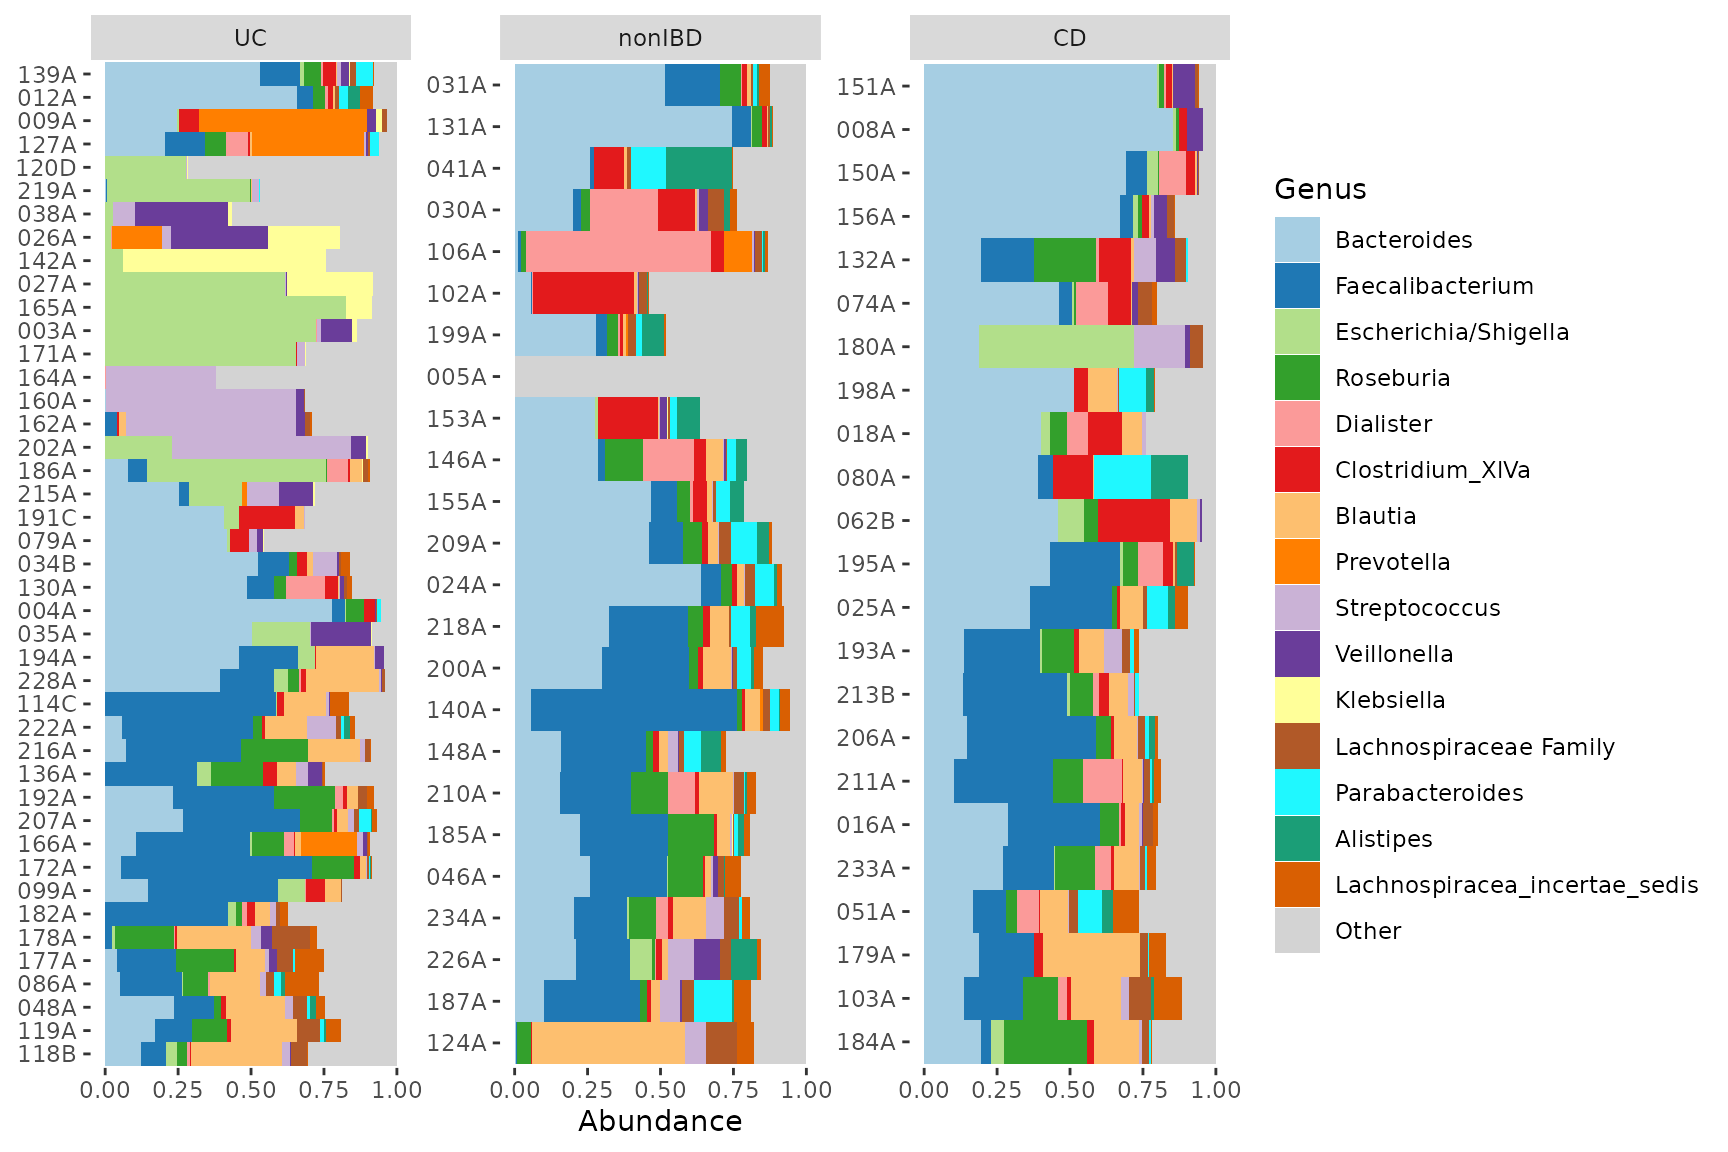 UC
139A
012A
009A
127A
120D
219A
038A
026A
142A
027A
165A
003A
171A
164A
160A
162A
202A
186A
215A
191C
079A
034B
130A
004A
035A
194A
228A
114C
222A
216A
136A
192A
207A
166A
172A
099A
182A
178A
177A
086A
048A
119A
118B
0.00 0.25 0.50 0.75 1.00
nonIBD
031A
131A
041A
030A
106A
102A
199A
005A
153A
146A
155A
209A
024A
218A
200A
140A
148A
210A
185A
046A
234A
226A
187A
124A
0.00 0.25 0.50 0.75 1.00
CD
151A
008A
150A
156A
132A
074A
180A
198A
018A
080A
062B
195A
025A
193A
213B
206A
211A
016A
233A
051A
179A
103A
184A
0.00 0.25 0.50 0.75 1.00
Abundance
Genus
Bacteroides
Faecalibacterium
Escherichia/Shigella
Roseburia
Dialister
Clostridium_XlVa
Blautia
Prevotella
Streptococcus
Veillonella
Klebsiella
Lachnospiraceae Family
Parabacteroides
Alistipes
Lachnospiracea_incertae_sedis
Other